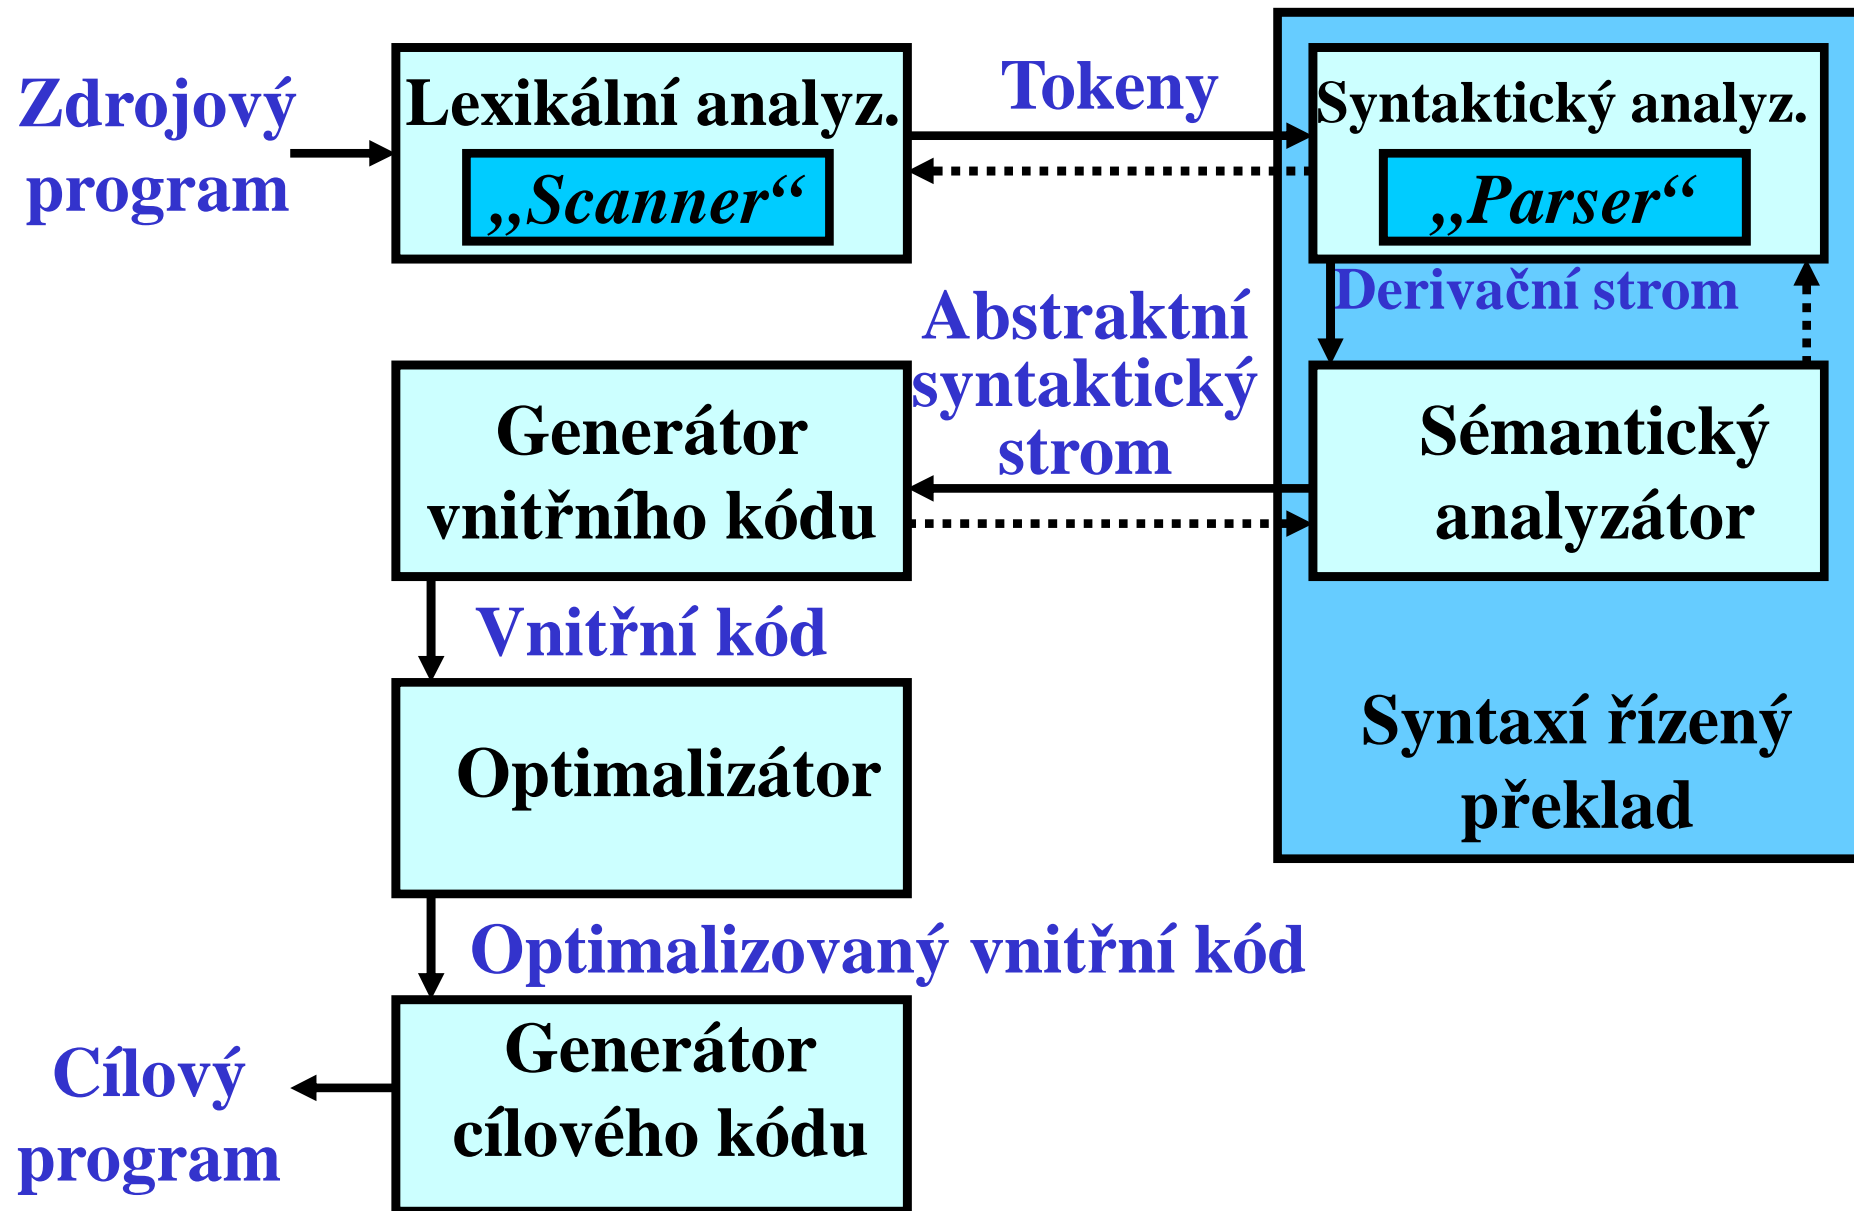 Zdrojový
program
Lexikální analyz.
„Scanner“
Tokeny
Syntaktický analyz.
„Parser“
Derivační strom
Abstraktní
syntaktický
strom
Generátor
vnitřního kódu
Sémantický
analyzátor
Vnitřní kód
Syntaxí řízený
překlad
Optimalizátor
Optimalizovaný vnitřní kód
Generátor
cílového kódu
Cílový
program